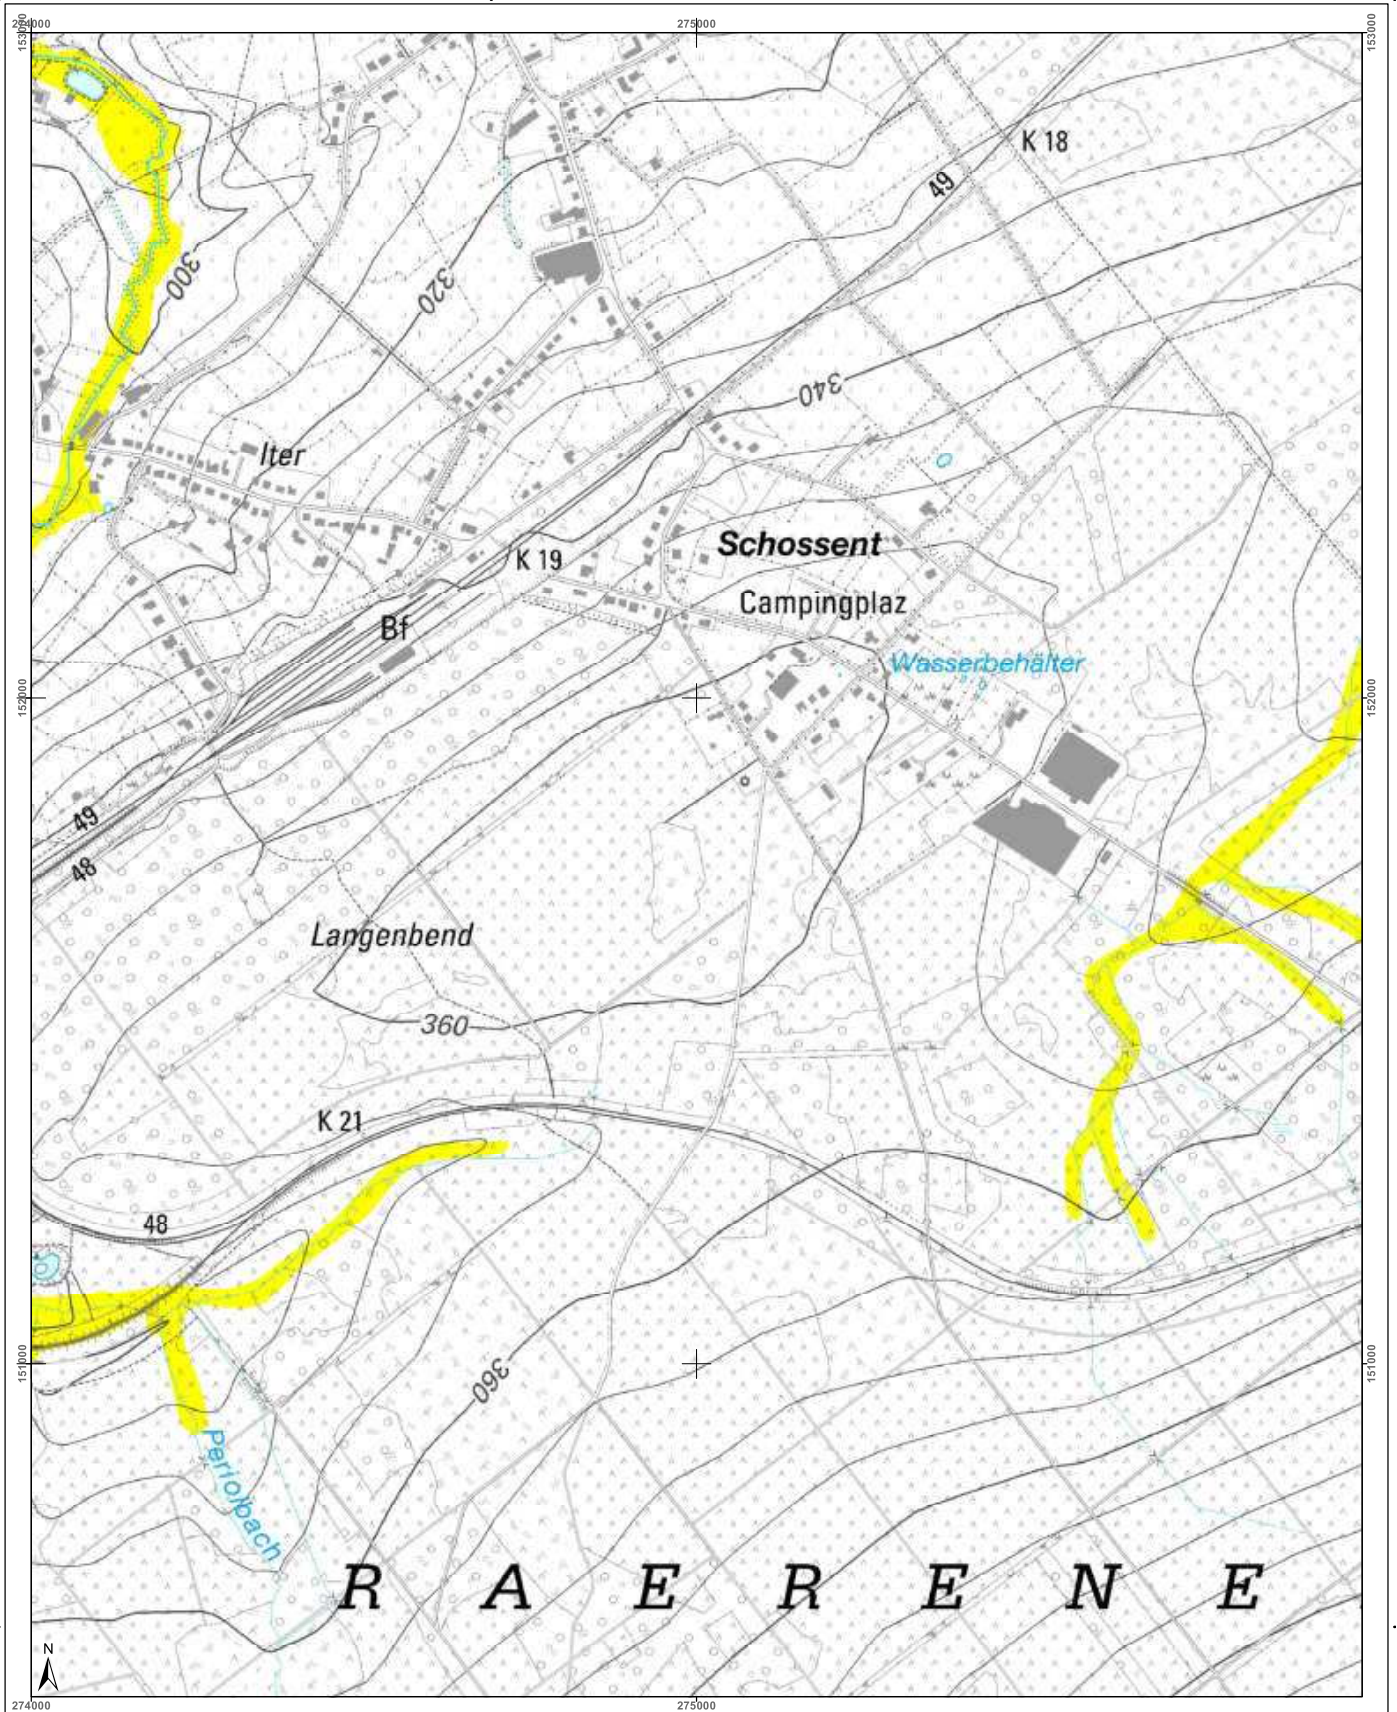 274000
275000
153000
153000
K 18
49
300
320
340
Iter
Schossent
K 19
Campingplaz
Bf
Wasserbehälter
152000
152000
49
48
Langenbend
360
K 21
48
151000
151000
360
Periolbach
R A E R E N E
N
274000
275000